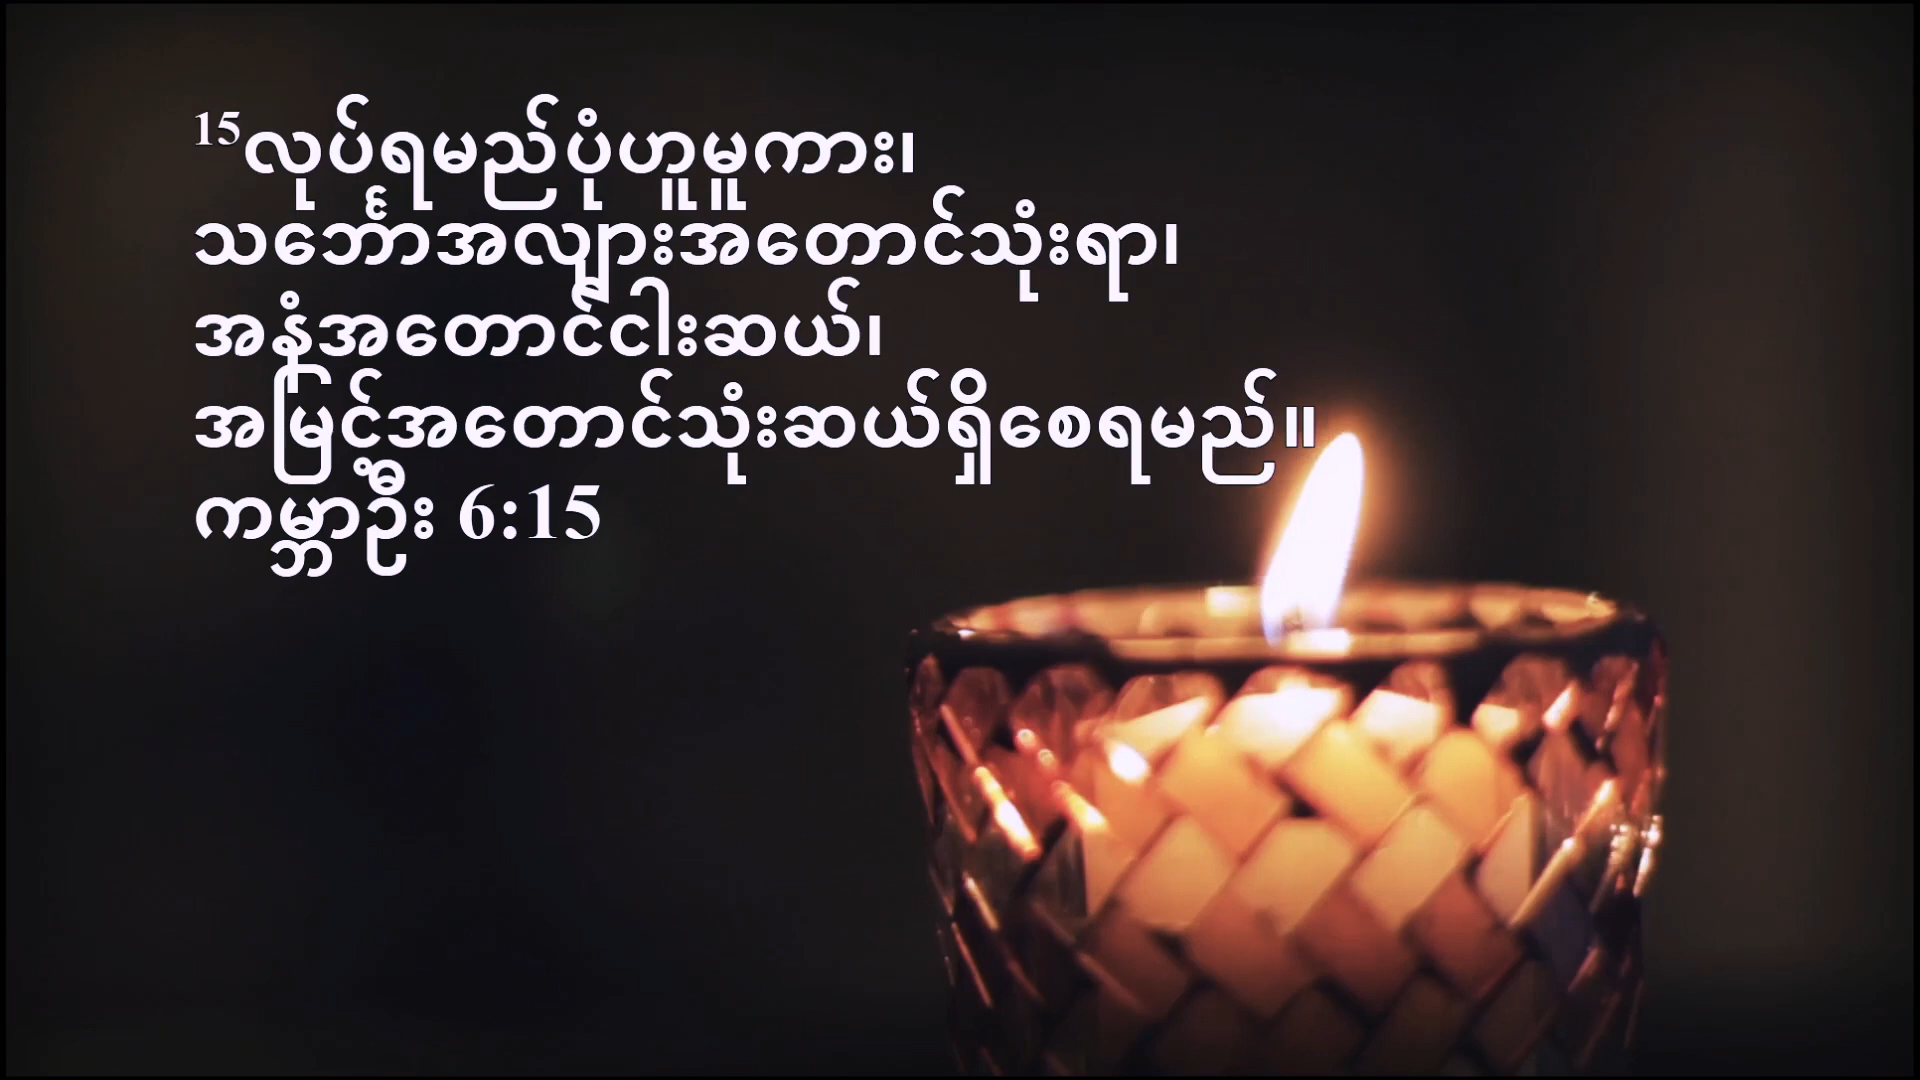 15လုပ်ရမည်ပုံဟူမူကား၊
သင်္ဘောအလျားအတောင်သုံးရာ၊
အနံအတောင်ငါးဆယ်၊
အမြင့်အတောင်သုံးဆယ်ရှိစေရမည်။
ကမ္ဘာဦး 6:15